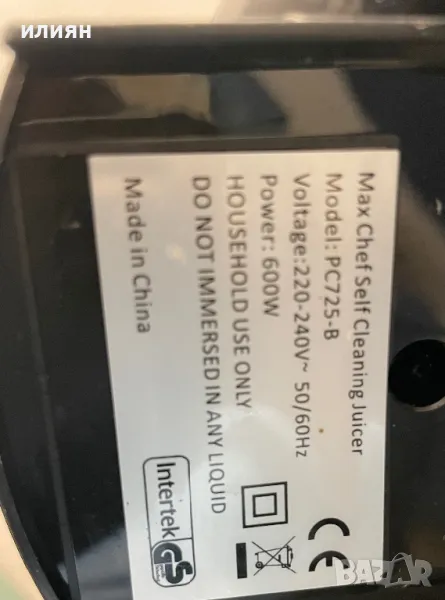 илиян
Max Chef Self Cleaning Juicer
Model: PC725-B
Voltage:220-240V~ 50/60Hz
Power: 600W
HOUSEHOLD USE ONLY
DO NOT IMMERSED IN ANY LIQUID
Made in China
CE
Intertek GS
BAZAR